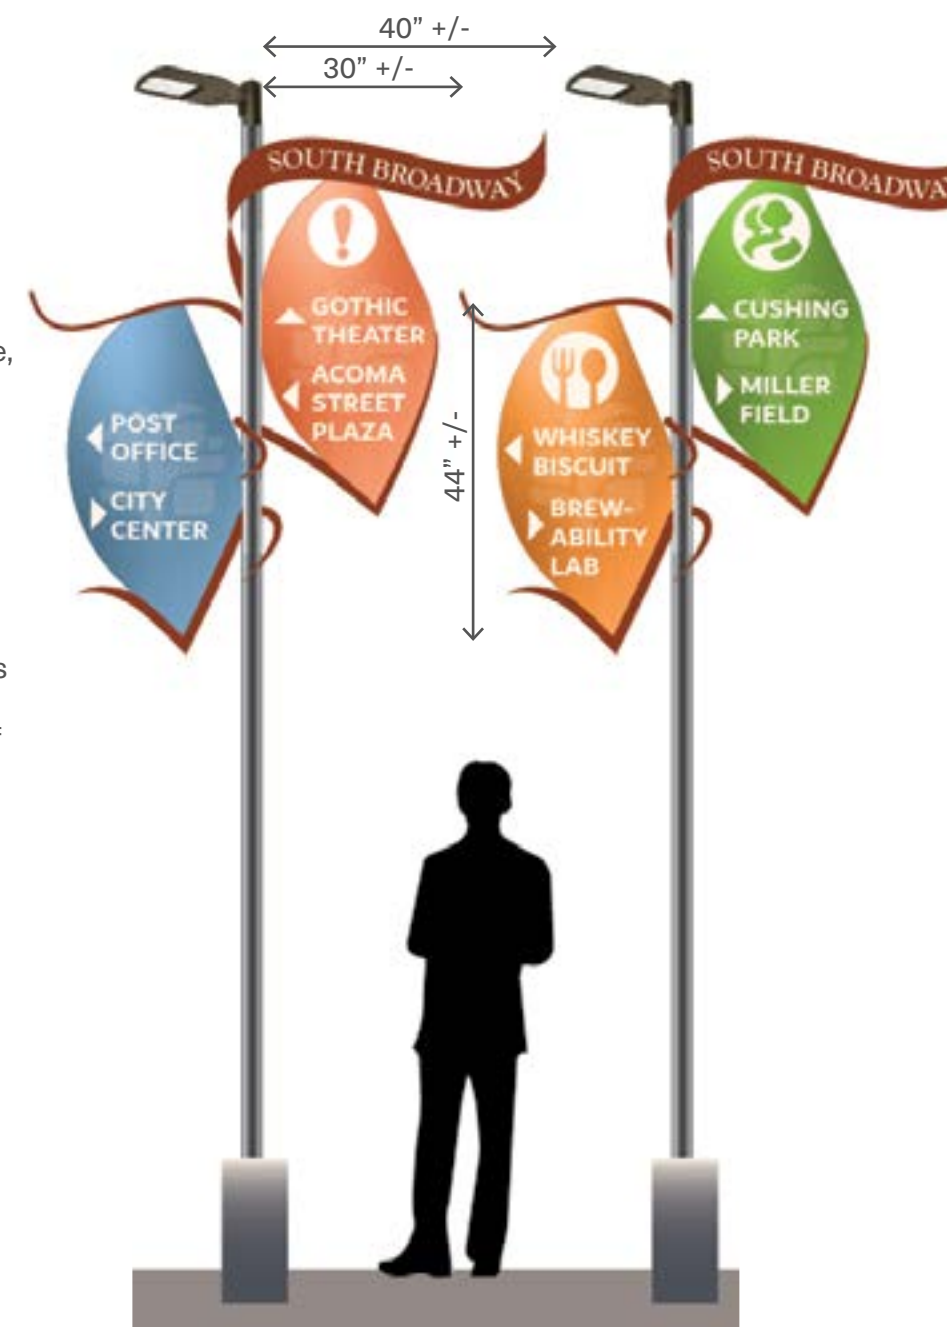 40” +/-
30” +/-
SOUTH BROADWAY
GOTHIC
THEATER
ACOMA
STREET
PLAZA
POST
OFFICE
CITY
CENTER
44” +/-
SOUTH BROADWAY
CUSHING
PARK
MILLER
FIELD
WHISKEY
BISCUIT
BREW-
ABILITY
LAB
e,
s